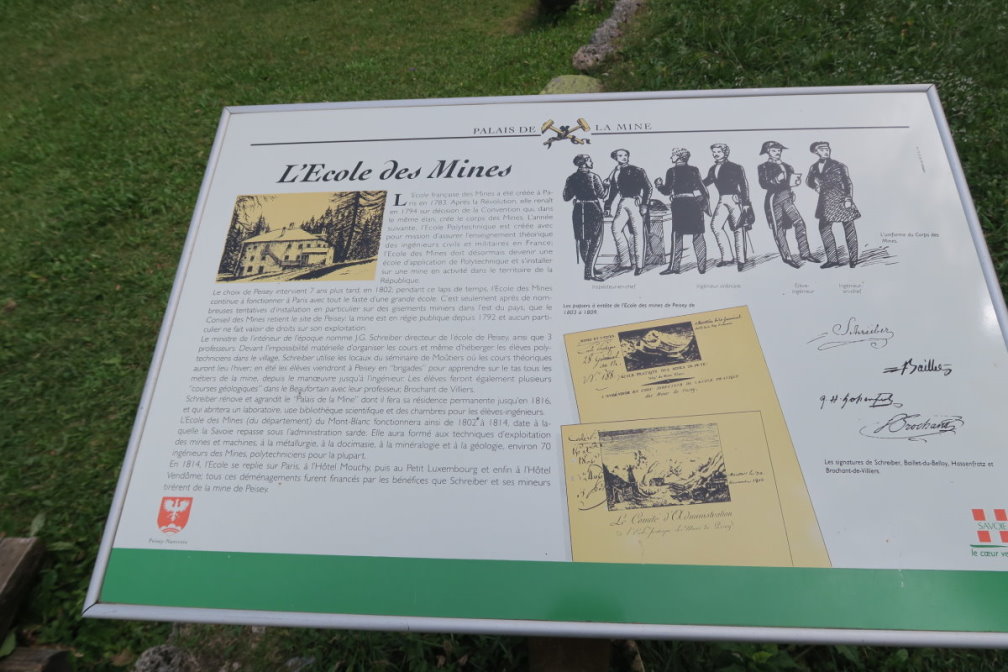 PALAIS DE LA MINE
L'Ecole des Mines
L'Ecole française des Mines a été créée à Pa-
ris en 1783. Après la Révolution, elle renaît
en 1794 sur décision de la Convention qui, dans
le même élan, crée le corps des Mines. L'année
suivante, l'Ecole Polytechnique est créée avec
pour mission d'assurer l'enseignement théorique
des ingénieurs civils et militaires en France;
l'Ecole des Mines doit désormais devenir une
école d'application de Polytechnique et s'installer
sur une mine en activité dans le territoire de la
République.
Le choix de Peisey intervient 7 ans plus tard, en 1802; pendant ce laps de temps, l'Ecole des Mines
continue à fonctionner à Paris avec tout le faste d'une grande école. C'est seulement après de nom-
breuses tentatives d'installation en particulier sur des gisements miniers dans l'est du pays, que le
Conseil des Mines retient le site de Peisey; la mine est en régie publique depuis 1792 et aucun parti-
culier ne fait valoir de droits sur son exploitation.
Le ministre de l'intérieur de l'époque nomme J.G. Schreiber directeur de l'école de Peisey, ainsi que 3
professeurs. Devant l'impossibilité matérielle d'organiser les cours et même d'héberger les élèves poly-
techniciens dans le village, Schreiber utilise les locaux du séminaire de Moûtiers où les cours théoriques
auront lieu l'hiver; en été les élèves viendront à Peisey en "brigades" pour apprendre sur le tas tous les
métiers de la mine, depuis le manœuvre jusqu'à l'ingénieur. Les élèves feront également plusieurs
"courses géologiques" dans le Beaufortain avec leur professeur, Brochant de Villiers.
Schreiber rénove et agrandit le "Palais de la Mine" dont il fera sa résidence permanente jusqu'en 1816,
et qui abritera un laboratoire, une bibliothèque scientifique et des chambres pour les élèves-ingénieurs.
L'Ecole des Mines (du département) du Mont-Blanc fonctionnera ainsi de 1802 à 1814, date à la-
quelle la Savoie repasse sous l'administration sarde. Elle aura formé aux techniques d'exploitation
des mines et machines, à la métallurgie, à la docimasie, à la minéralogie et à la géologie, environ 70
ingénieurs des Mines, polytechniciens pour la plupart.
En 1814, l'Ecole se replie sur Paris, à l'Hôtel Mouchy, puis au Petit Luxembourg et enfin à l'Hôtel
Vendôme; tous ces déménagements furent financés par les bénéfices que Schreiber et ses mineurs
tirèrent de la mine de Peisey.
Peisey-Nancroix
L'uniforme du Corps des
Mines.
Ingénieur ordinaire
Elève-
ingénieur
Ingénieur
en chef
Les papiers à entête de l'Ecole des mines de Peisey de
1803 à 1809.
Le Comité d'Administration
Schreiber
Baillet
Brochant
Les signatures de Schreiber, Baillet-du-Belloy, Hassenfratz et
Brochant-de-Villiers.
SAVOIE
le cœur